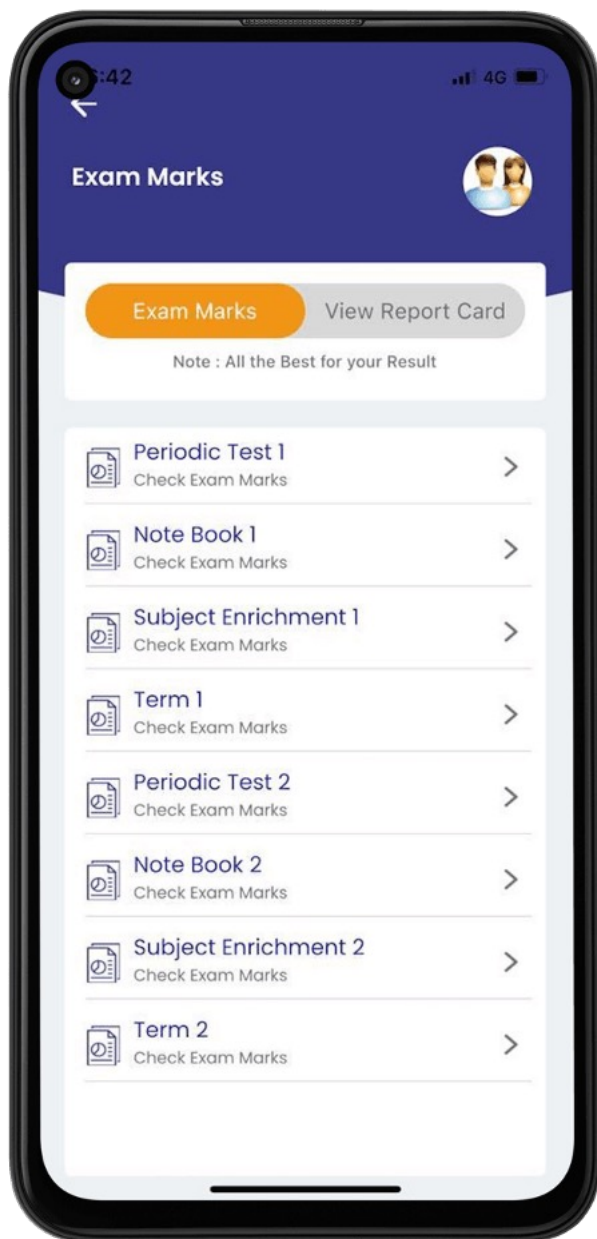 :42
4G
Exam Marks
Exam Marks View Report Card
Note : All the Best for your Result
Periodic Test 1
Check Exam Marks
Note Book 1
Check Exam Marks
Subject Enrichment 1
Check Exam Marks
Term 1
Check Exam Marks
Periodic Test 2
Check Exam Marks
Note Book 2
Check Exam Marks
Subject Enrichment 2
Check Exam Marks
Term 2
Check Exam Marks